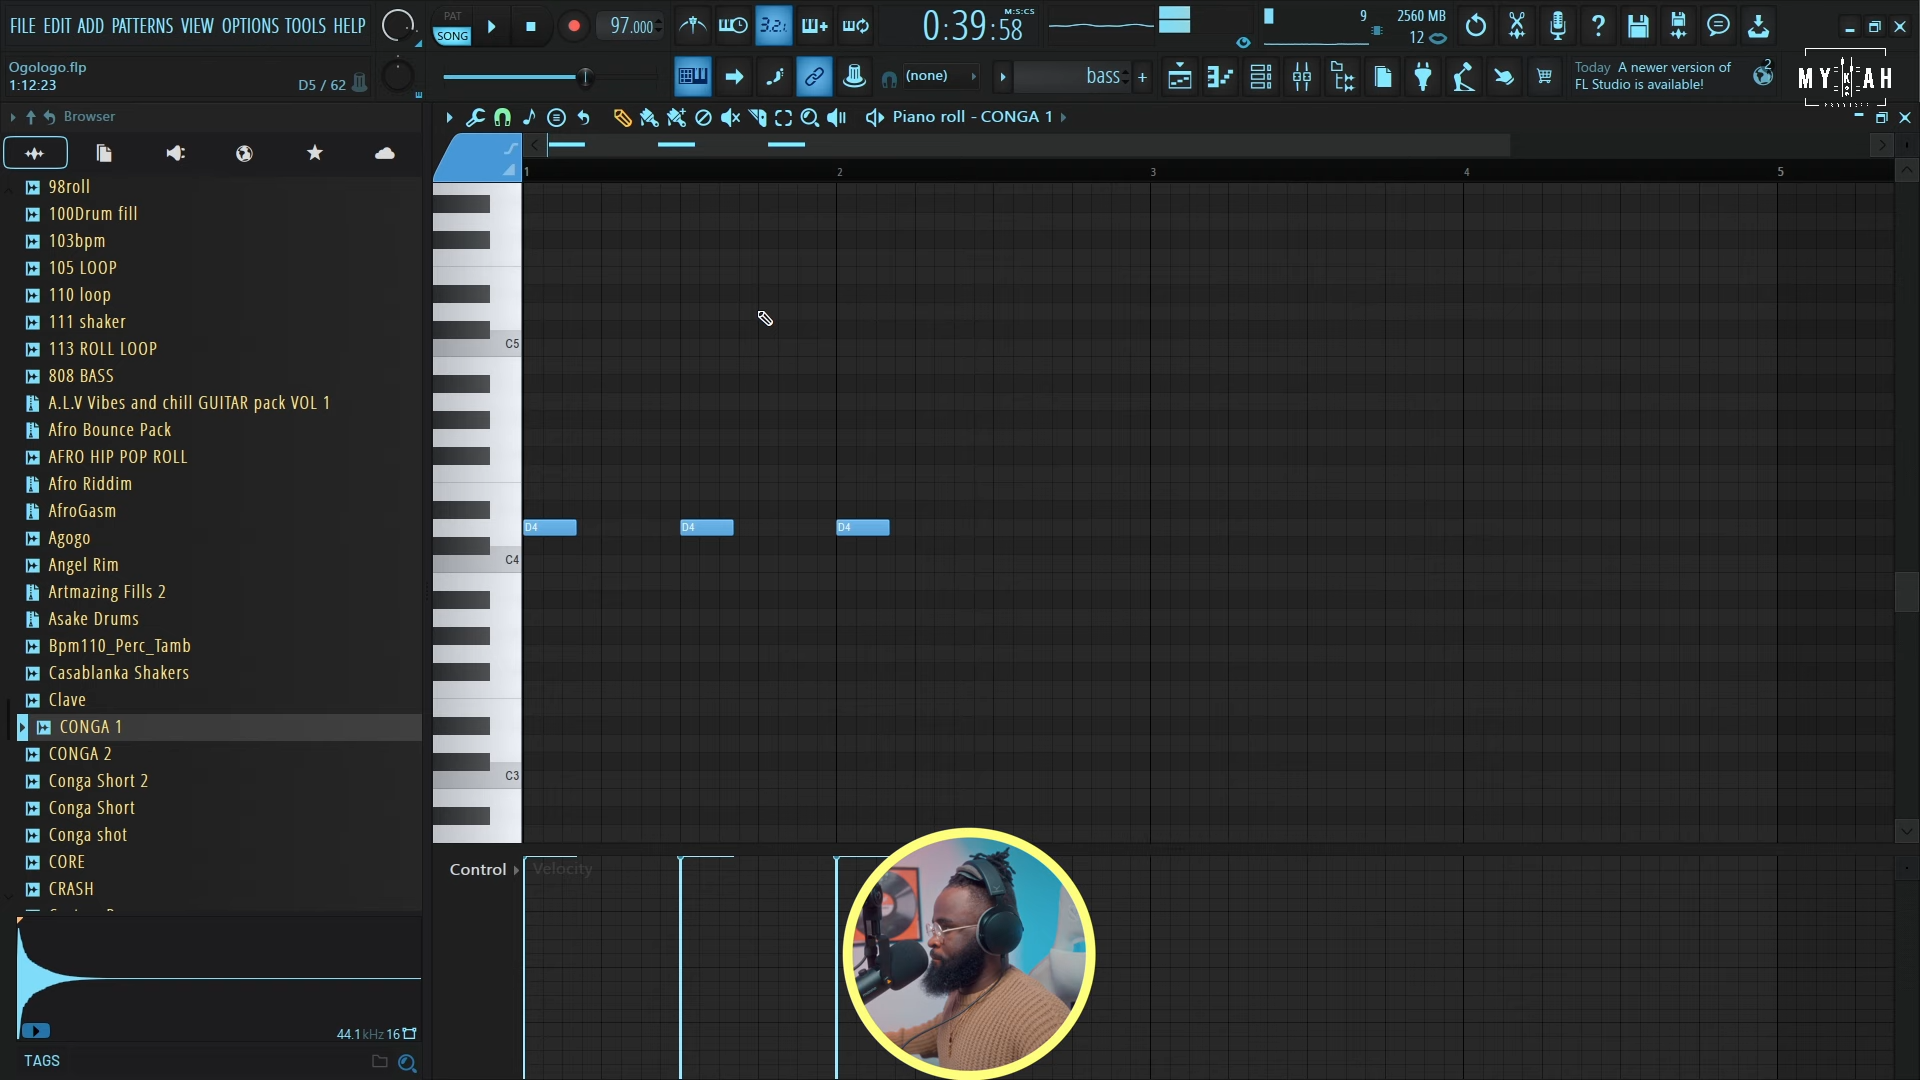 FILE EDIT ADD PATTERNS VIEW OPTIONS TOOLS HELP
PAT
SONG
97.000
3.2.1
0:39:58
M:S:CS
9
2560 MB
12
Ogologo.flp
1:12:23
D5 / 62
(none)
bass
Today A newer version of
FL Studio is available!
2
MYKAH
Browser
Piano roll - CONGA 1
1
2
3
4
5
98roll
100Drum fill
103bpm
105 LOOP
110 loop
111 shaker
113 ROLL LOOP
808 BASS
A.L.V Vibes and chill GUITAR pack VOL 1
Afro Bounce Pack
AFRO HIP POP ROLL
Afro Riddim
AfroGasm
Agogo
Angel Rim
Artmazing Fills 2
Asake Drums
Bpm110_Perc_Tamb
Casablanka Shakers
Clave
CONGA 1
CONGA 2
Conga Short 2
Conga Short
Conga shot
CORE
CRASH
C5
D4
D4
D4
C4
C3
Control
Velocity
44.1kHz 16
TAGS